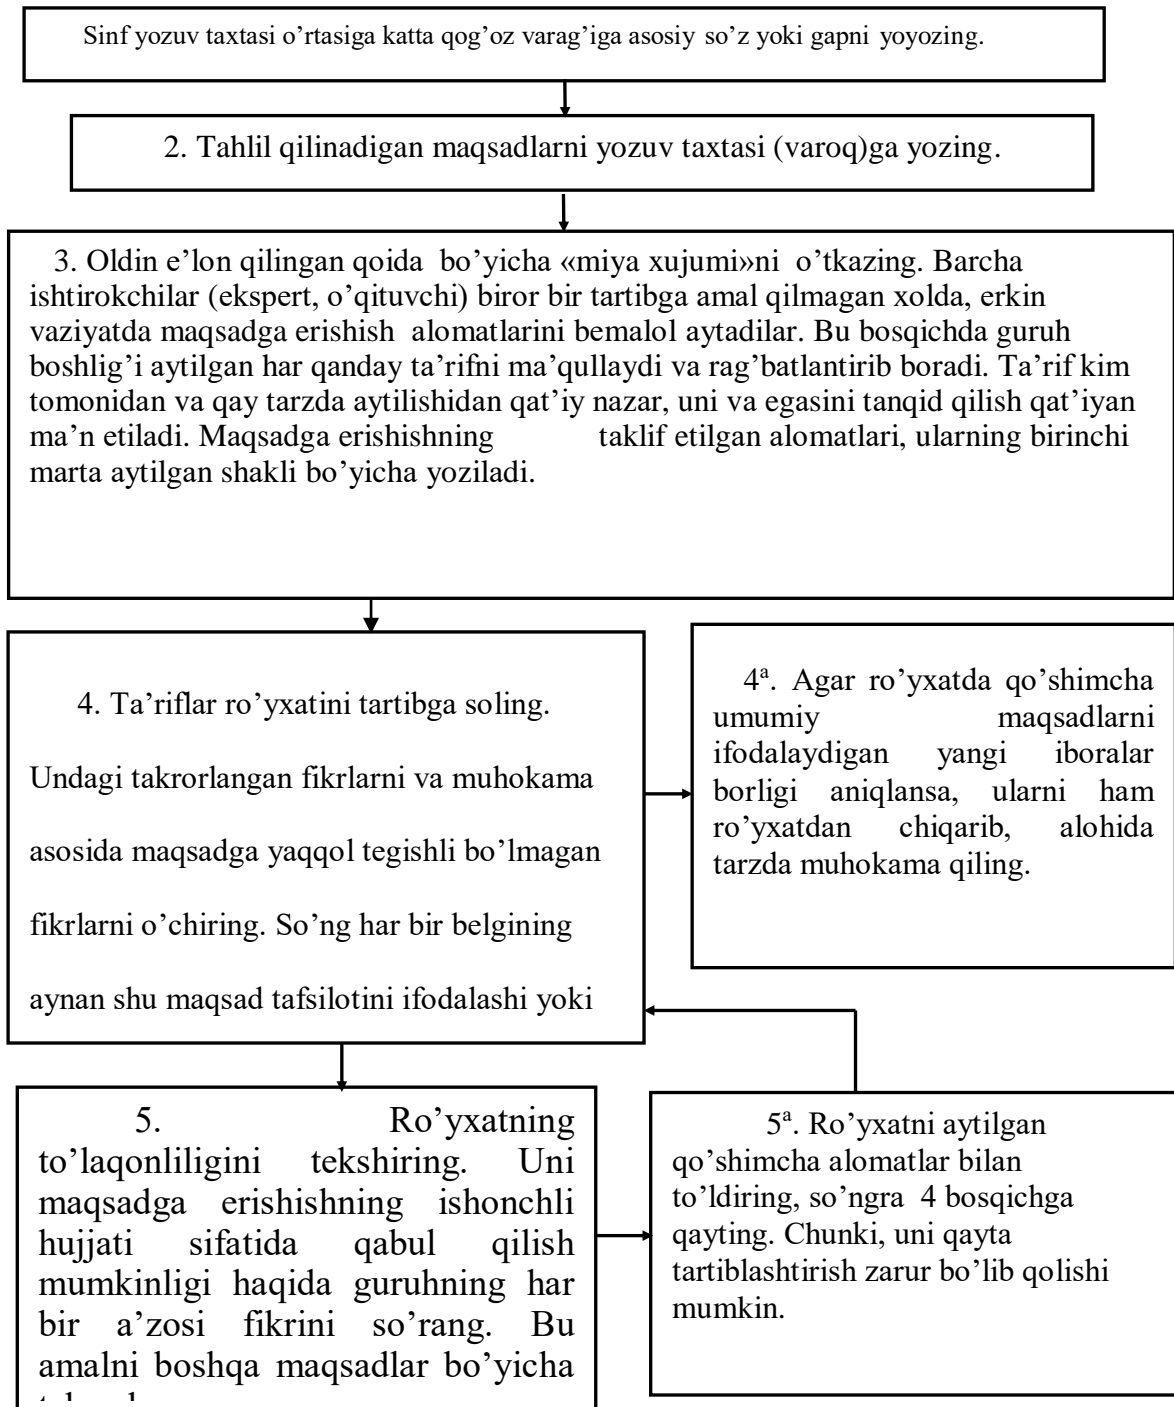 Sinf yozuv taxtasi o’rtasiga katta qog’oz varag’iga asosiy so’z yoki gapni yoyozing.
2. Tahlil qilinadigan maqsadlarni yozuv taxtasi (varoq)ga yozing.
3. Oldin e’lon qilingan qoida bo’yicha «miya xujumi»ni o’tkazing. Barcha
ishtirokchilar (ekspert, o’qituvchi) biror bir tartibga amal qilmagan xolda, erkin
vaziyatda maqsadga erishish alomatlarini bemalol aytadilar. Bu bosqichda guruh
boshlig’i aytilgan har qanday ta’rifni ma’qullaydi va rag’batlantirib boradi. Ta’rif kim
tomonidan va qay tarzda aytilishidan qat’iy nazar, uni va egasini tanqid qilish qat’iyan
ma’n etiladi. Maqsadga erishishning taklif etilgan alomatlari, ularning birinchi
marta aytilgan shakli bo’yicha yoziladi.
4. Ta’riflar ro’yxatini tartibga soling.
Undagi takrorlangan fikrlarni va muhokama
asosida maqsadga yaqqol tegishli bo’lmagan
fikrlarni o’chiring. So’ng har bir belgining
aynan shu maqsad tafsilotini ifodalashi yoki
4ª. Agar ro’yxatda qo’shimcha
umumiy maqsadlarni
ifodalaydigan yangi iboralar
borligi aniqlansa, ularni ham
ro’yxatdan chiqarib, alohida
tarzda muhokama qiling.
5. Ro’yxatning
to’laqonliligini tekshiring. Uni
maqsadga erishishning ishonchli
hujjati sifatida qabul qilish
mumkinligi haqida guruhning har
bir a’zosi fikrini so’rang. Bu
amalni boshqa maqsadlar bo’yicha
5ª. Ro’yxatni aytilgan
qo’shimcha alomatlar bilan
to’ldiring, so’ngra 4 bosqichga
qayting. Chunki, uni qayta
tartiblashtirish zarur bo’lib qolishi
mumkin.